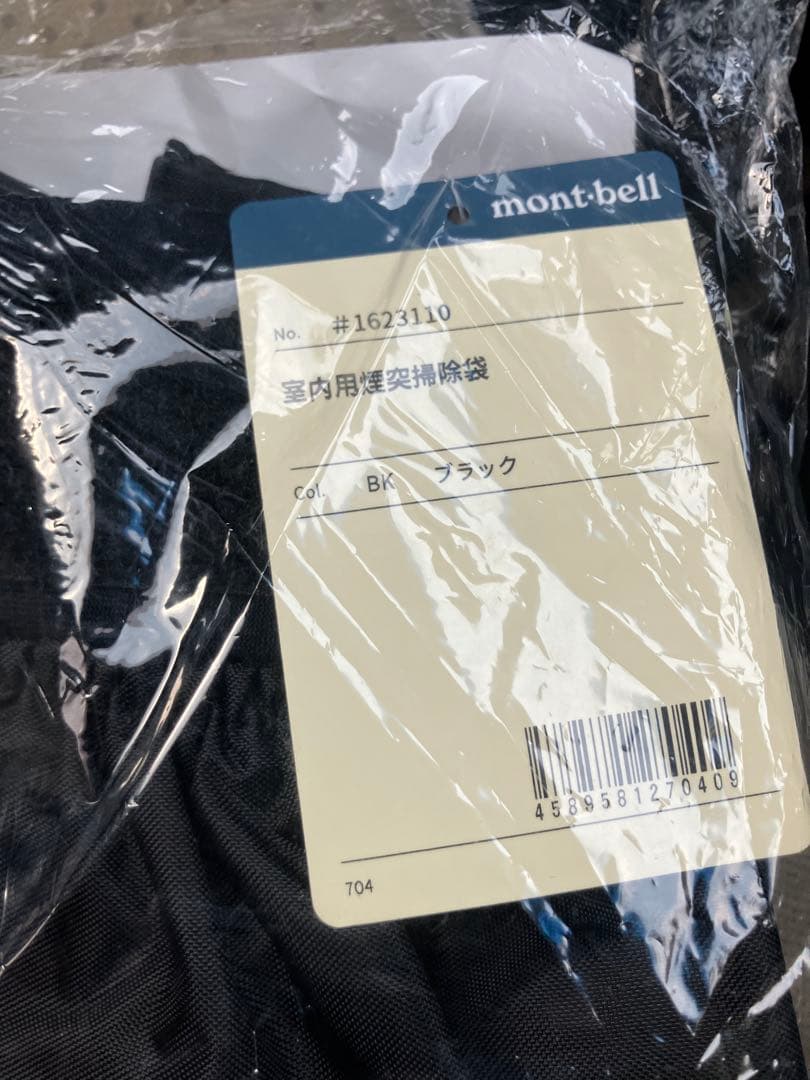 mont·bell
No. #1623110
室内用煙突掃除袋
Col. BK ブラック
4589581270409
704